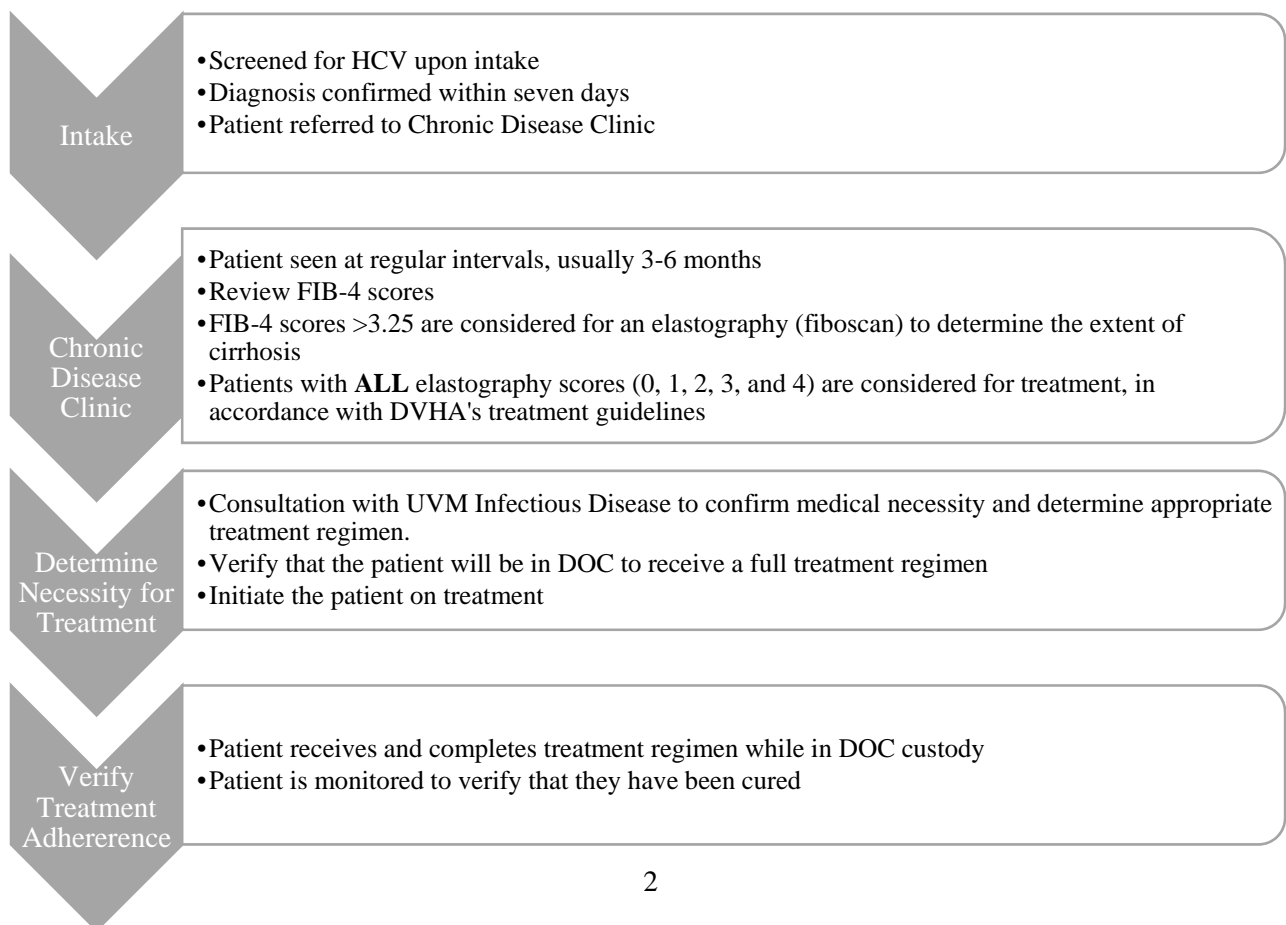 Intake
•Screened for HCV upon intake
•Diagnosis confirmed within seven days
•Patient referred to Chronic Disease Clinic
Chronic
Disease
Clinic
•Patient seen at regular intervals, usually 3-6 months
•Review FIB-4 scores
•FIB-4 scores >3.25 are considered for an elastography (fiboscan) to determine the extent of
cirrhosis
•Patients with ALL elastography scores (0, 1, 2, 3, and 4) are considered for treatment, in
accordance with DVHA's treatment guidelines
Determine
Necessity for
Treatment
•Consultation with UVM Infectious Disease to confirm medical necessity and determine appropriate
treatment regimen.
•Verify that the patient will be in DOC to receive a full treatment regimen
•Initiate the patient on treatment
Verify
Treatment
Adhererence
•Patient receives and completes treatment regimen while in DOC custody
•Patient is monitored to verify that they have been cured
2